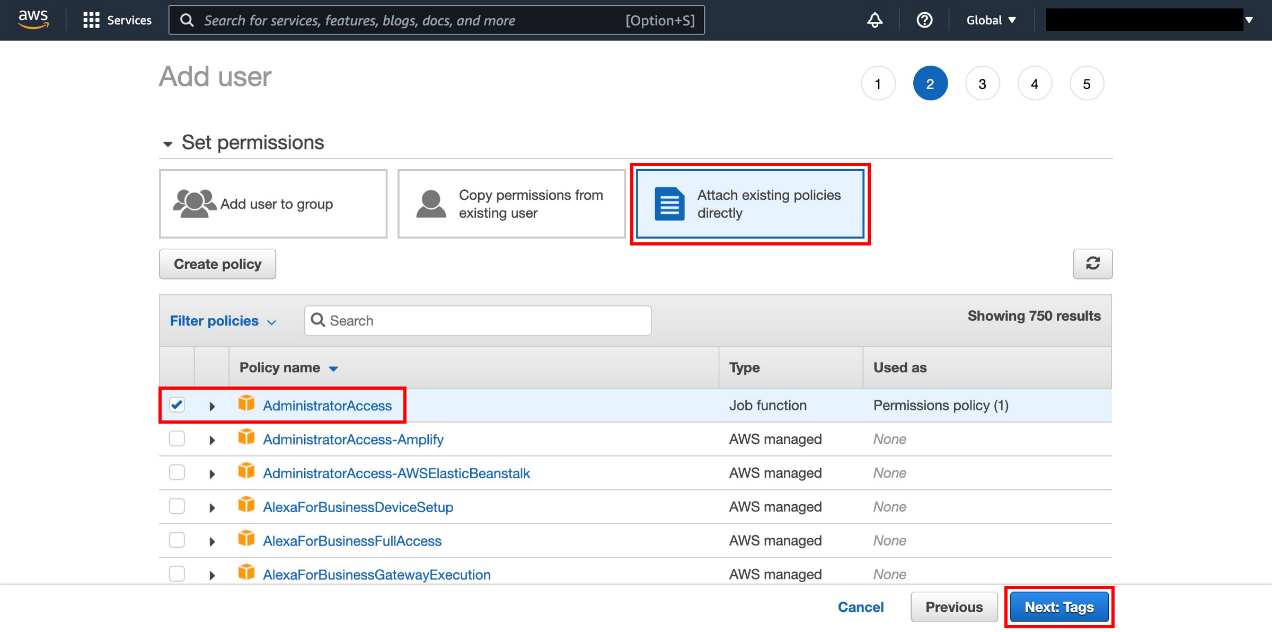 aws Services Search for services, features, blogs, docs, and more [Option+S] Global
Add user
1 2 3 4 5
Set permissions
Add user to group
Copy permissions from
existing user
Attach existing policies
directly
Create policy
Filter policies Search Showing 750 results
Policy name Type Used as
AdministratorAccess Job function Permissions policy (1)
AdministratorAccess-Amplify AWS managed None
AdministratorAccess-AWSElasticBeanstalk AWS managed None
AlexaForBusinessDeviceSetup AWS managed None
AlexaForBusinessFullAccess AWS managed None
AlexaForBusinessGatewayExecution AWS managed None
Cancel Previous Next: Tags